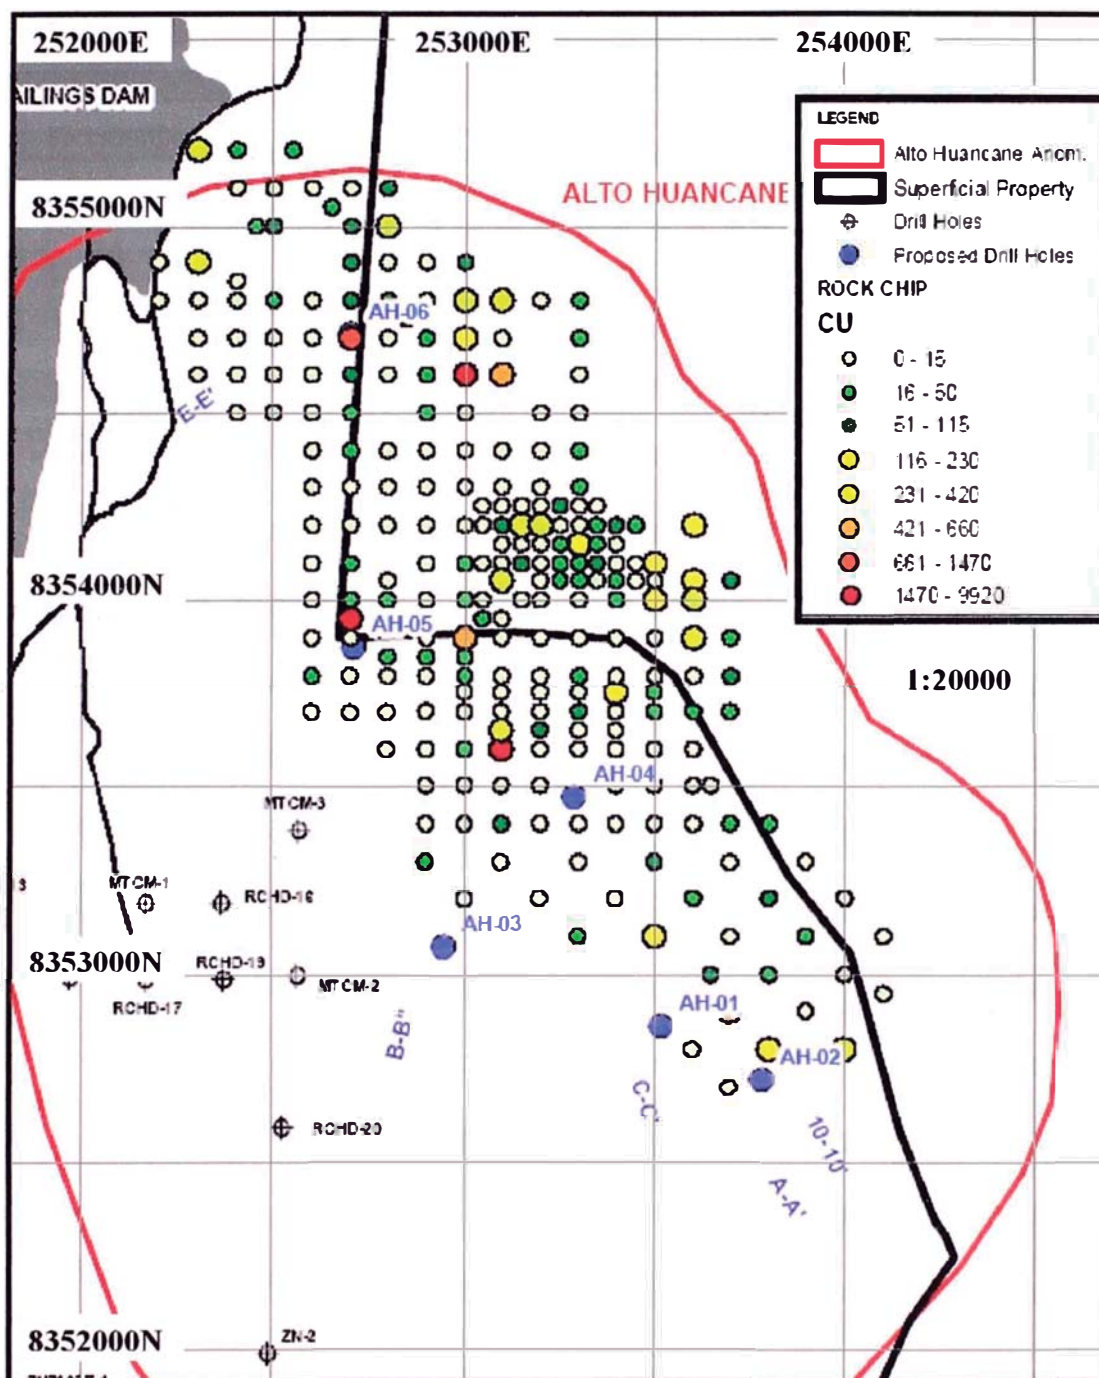 252000E
253000E
254000E
AILINGS DAM
LEGEND
Alto Huancane Anom.
Superficial Property
Drill Holes
Proposed Drill Holes
ROCK CHIP
CU
0 - 15
16 - 50
51 - 115
116 - 230
231 - 420
421 - 660
661 - 1470
1470 - 9920
ALTO HUANCANE
8355000N
AH-06
E-E'
8354000N
AH-05
1:20000
AH-04
MTCM-3
MTCM-1
RCHD-16
AH-03
8353000N
RCHD-19
MTCM-2
RCHD-17
AH-01
B-B"
AH-02
C-C'
10-10'
RCHD-20
A-A'
8352000N
ZN-2